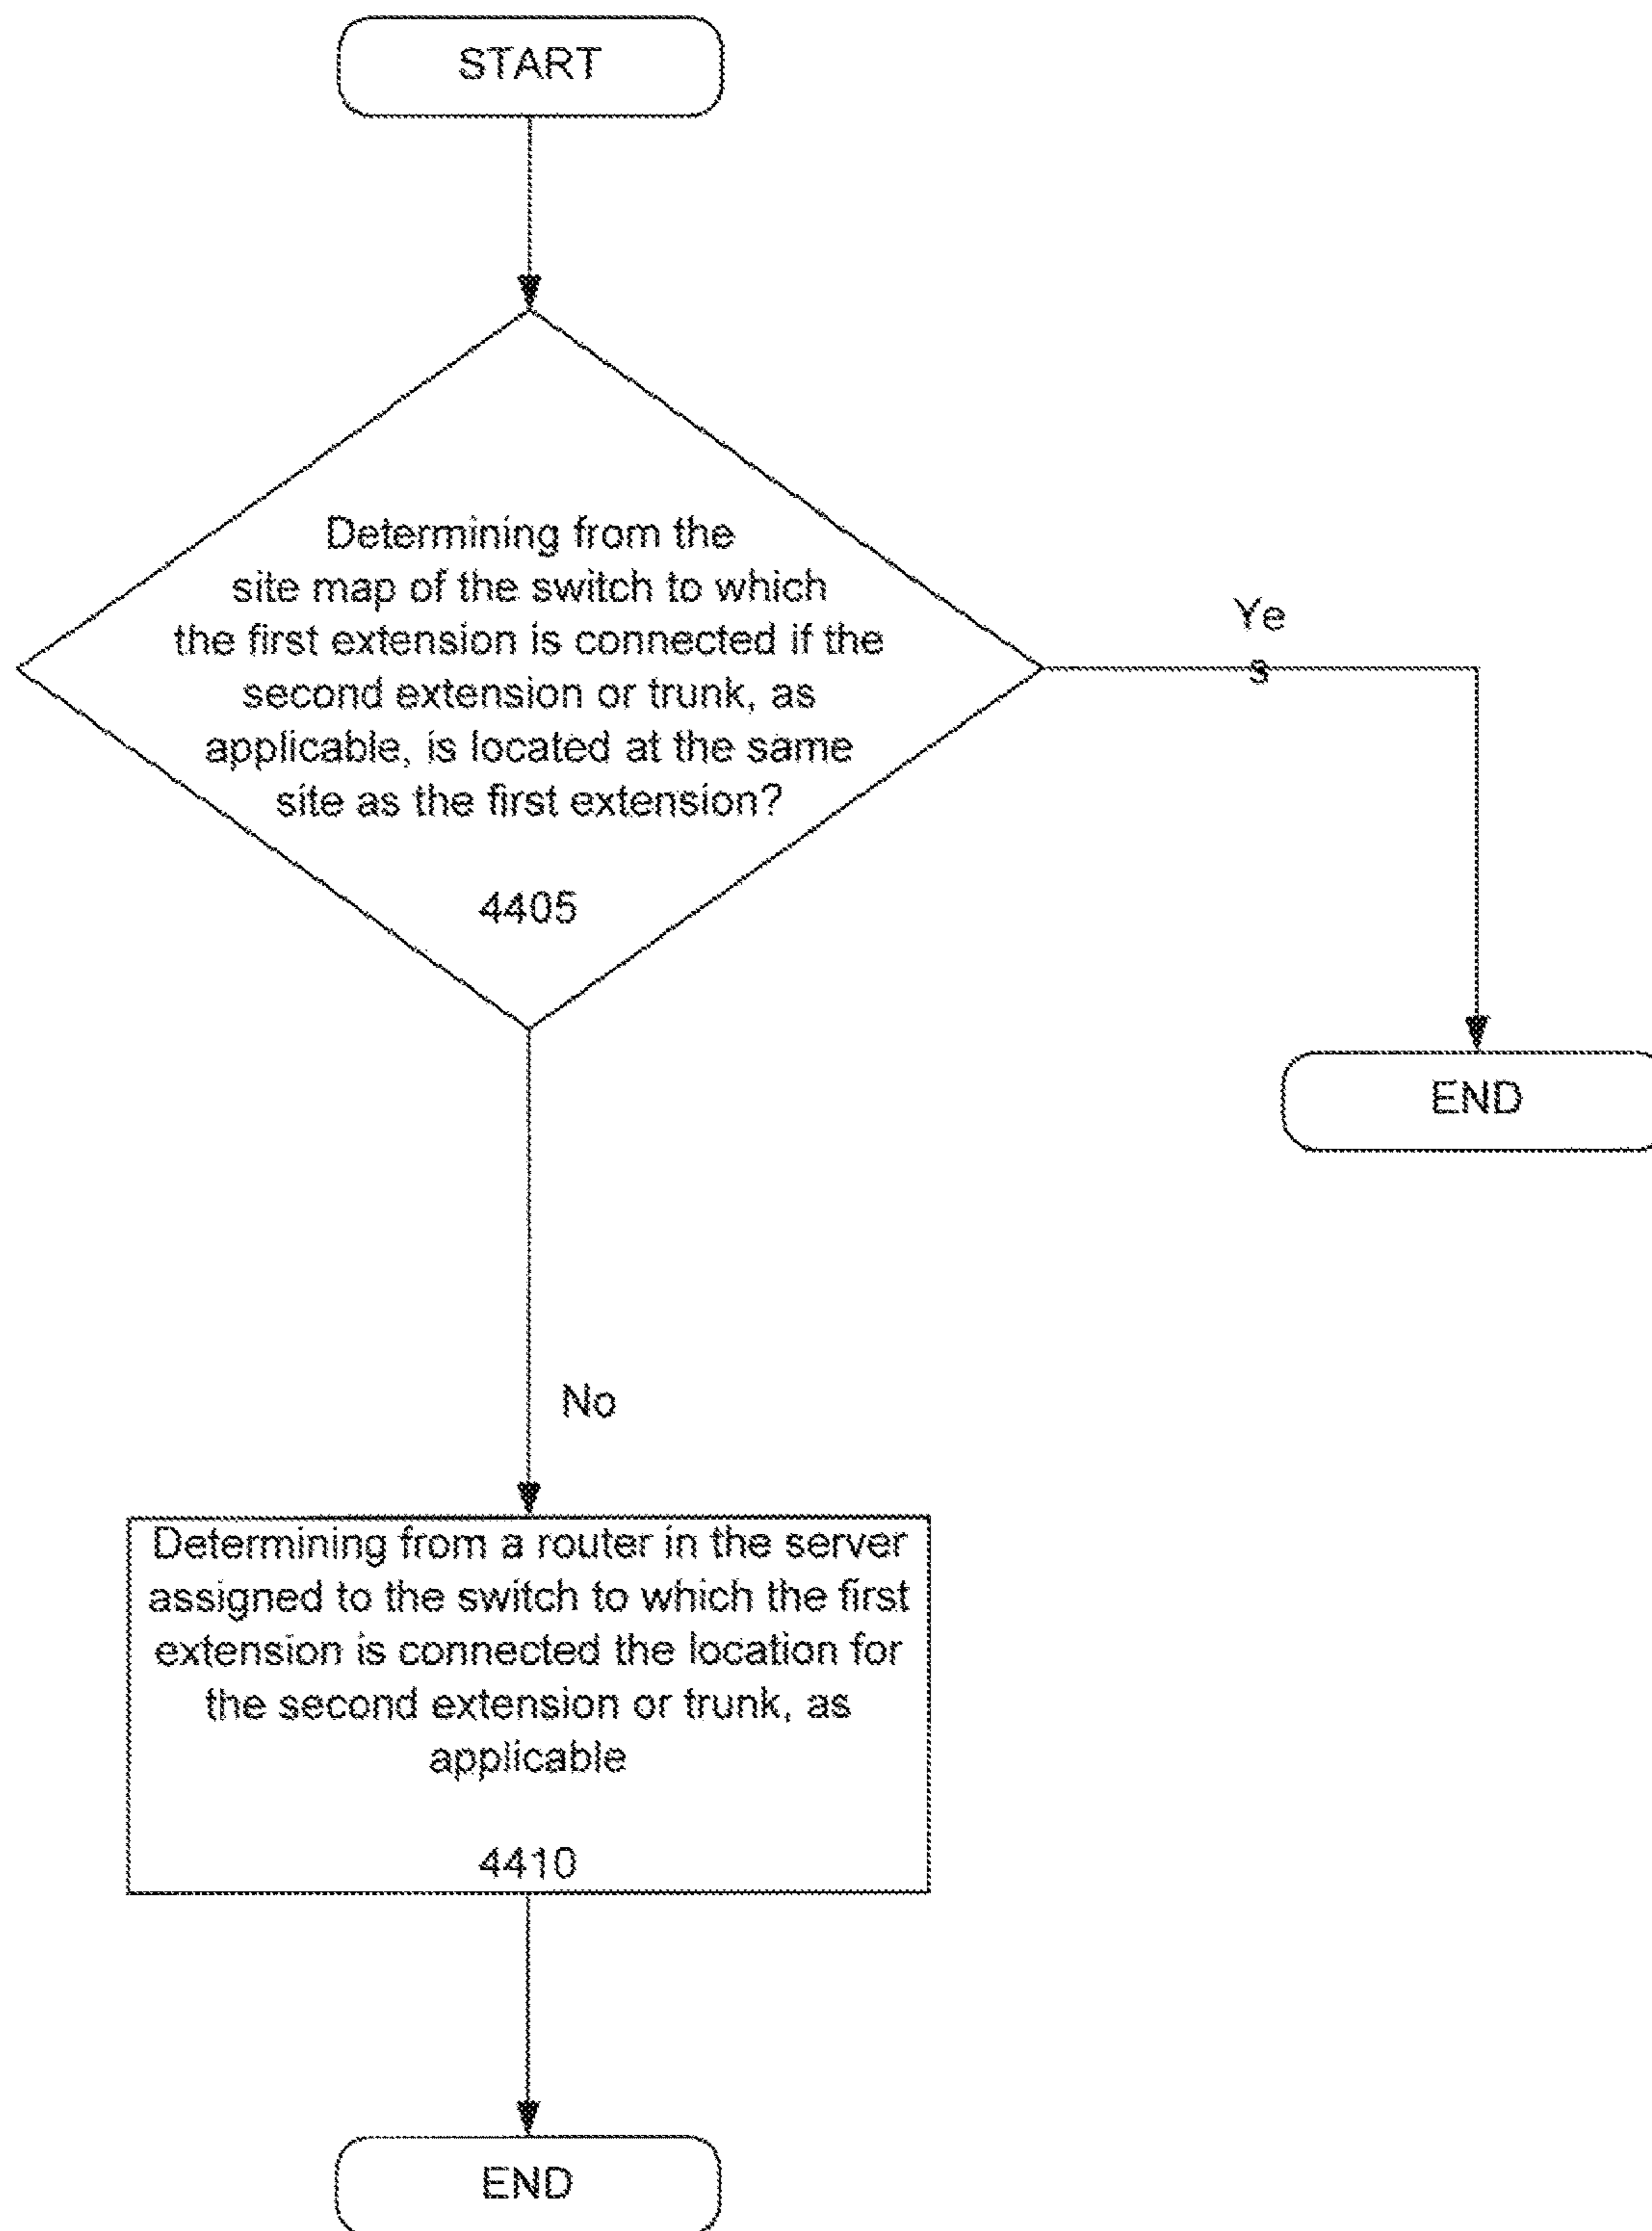 START
Determining from the
site map of the switch to which
the first extension is connected if the
second extension or trunk, as
applicable, is located at the same
site as the first extension?
4405
Ye
s
END
No
Determining from a router in the server
assigned to the switch to which the first
extension is connected the location for
the second extension or trunk, as
applicable
4410
END